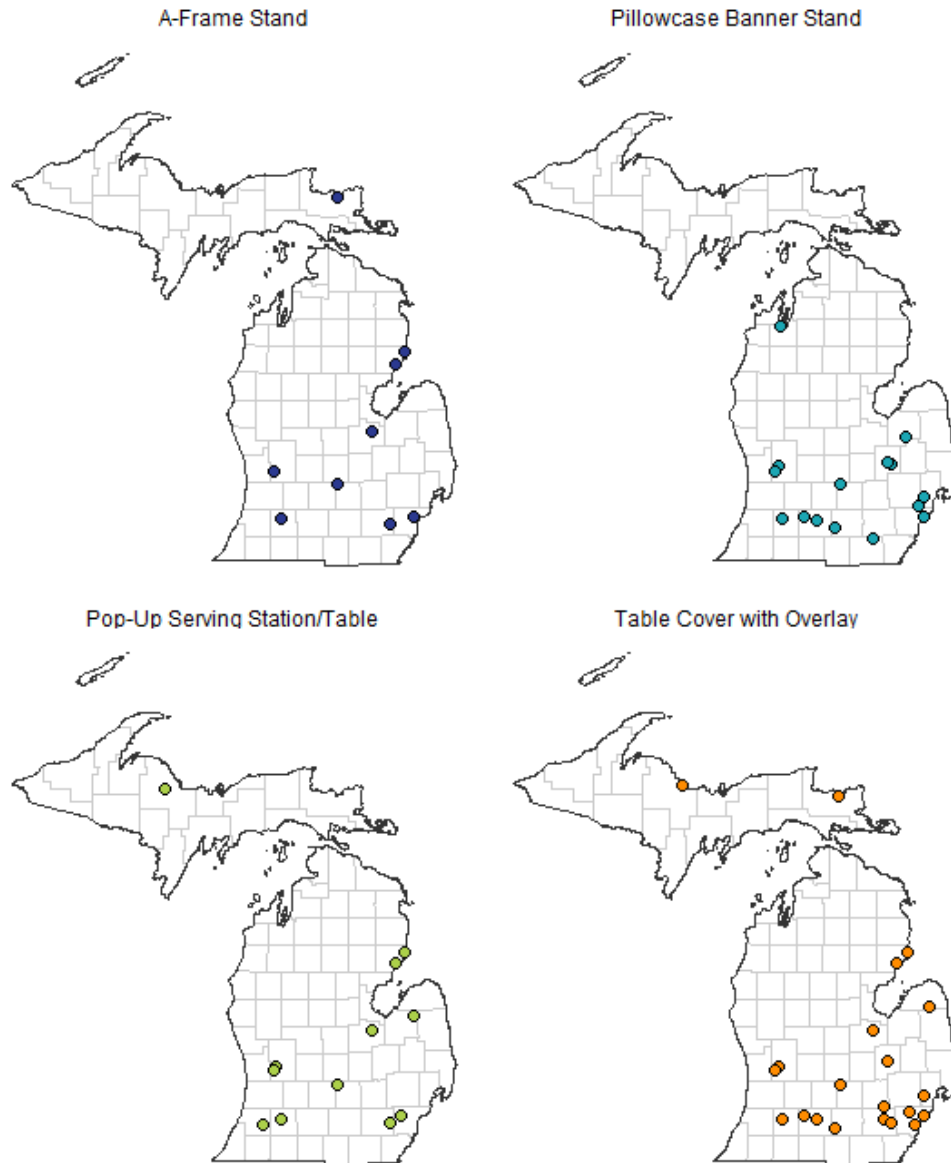 A-Frame Stand
Pillowcase Banner Stand
Pop-Up Serving Station/Table
Table Cover with Overlay